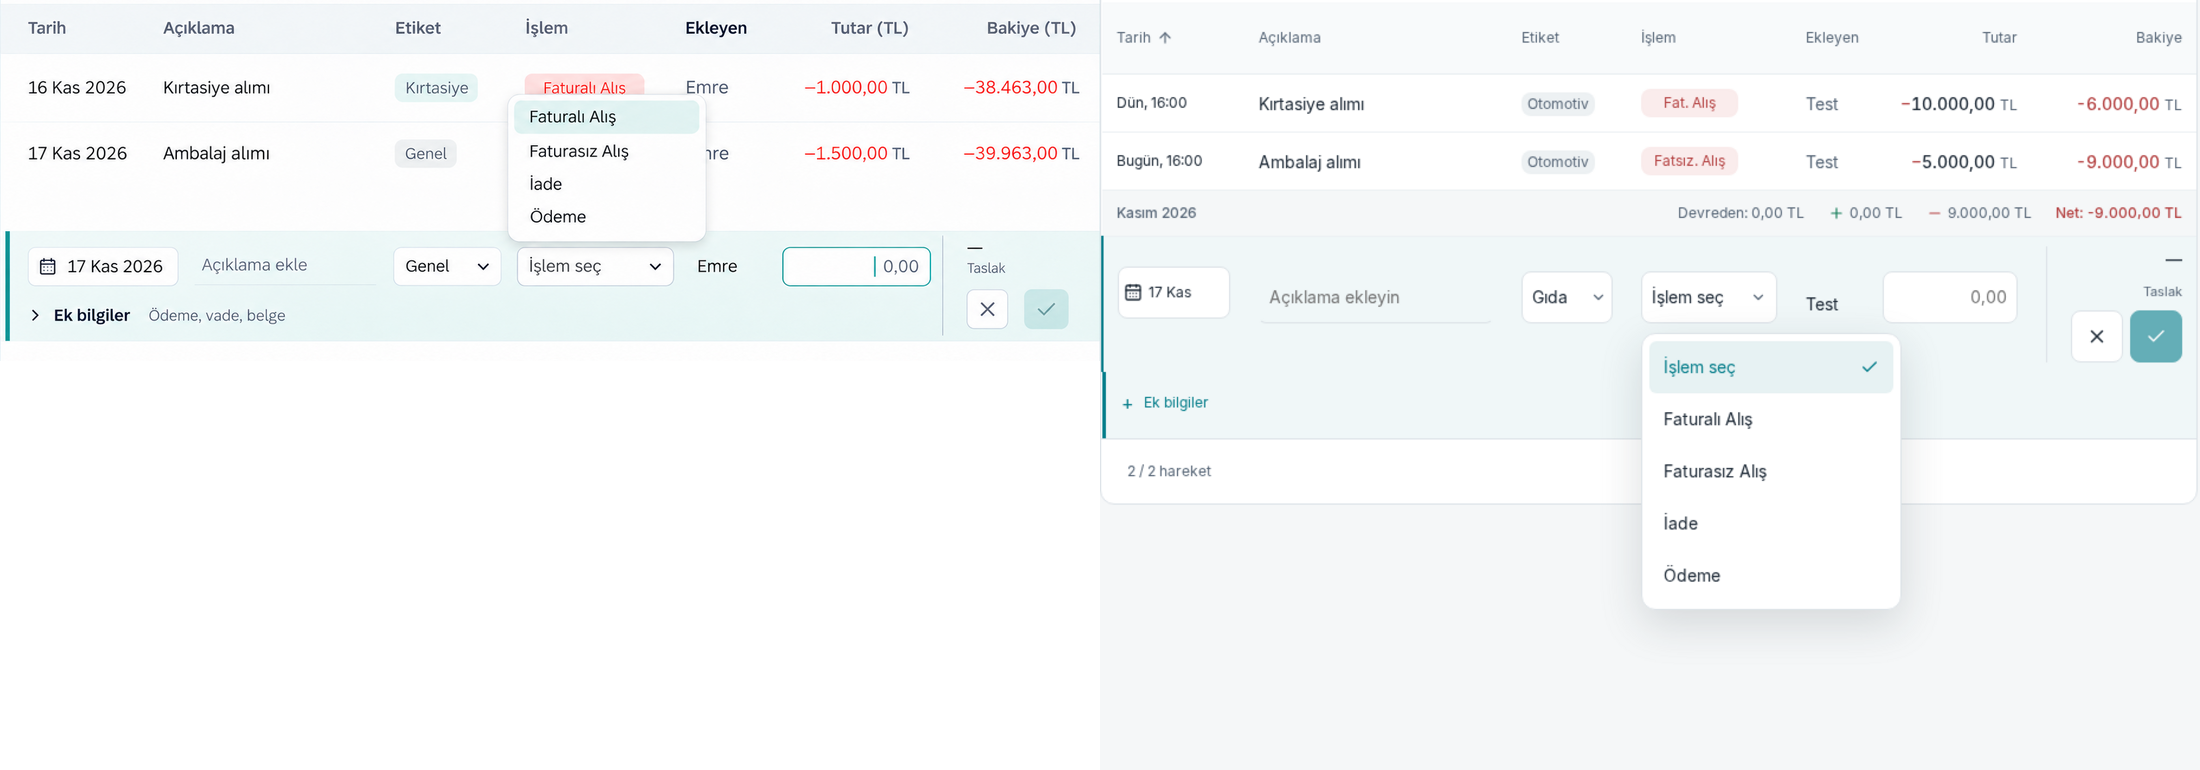 Tarih Açıklama Etiket İşlem Ekleyen Tutar (TL) Bakiye (TL)
16 Kas 2026 Kırtasiye alımı Kırtasiye Faturalı Alış Emre −1.000,00 TL −38.463,00 TL
Faturalı Alış
17 Kas 2026 Ambalaj alımı Genel −1.500,00 TL −39.963,00 TL
Faturasız Alış
İade
Ödeme
17 Kas 2026 Açıklama ekle Genel İşlem seç Emre 0,00 —
Taslak
Ek bilgiler Ödeme, vade, belge
Tarih ↑ Açıklama Etiket İşlem Ekleyen Tutar Bakiye
Dün, 16:00 Kırtasiye alımı Otomotiv Fat. Alış Test −10.000,00 TL -6.000,00 TL
Bugün, 16:00 Ambalaj alımı Otomotiv Fatsız. Alış Test −5.000,00 TL -9.000,00 TL
Kasım 2026 Devreden: 0,00 TL + 0,00 TL − 9.000,00 TL Net: -9.000,00 TL
17 Kas Açıklama ekleyin Gıda İşlem seç Test 0,00 —
Taslak
İşlem seç
+ Ek bilgiler
Faturalı Alış
2 / 2 hareket
Faturasız Alış
İade
Ödeme